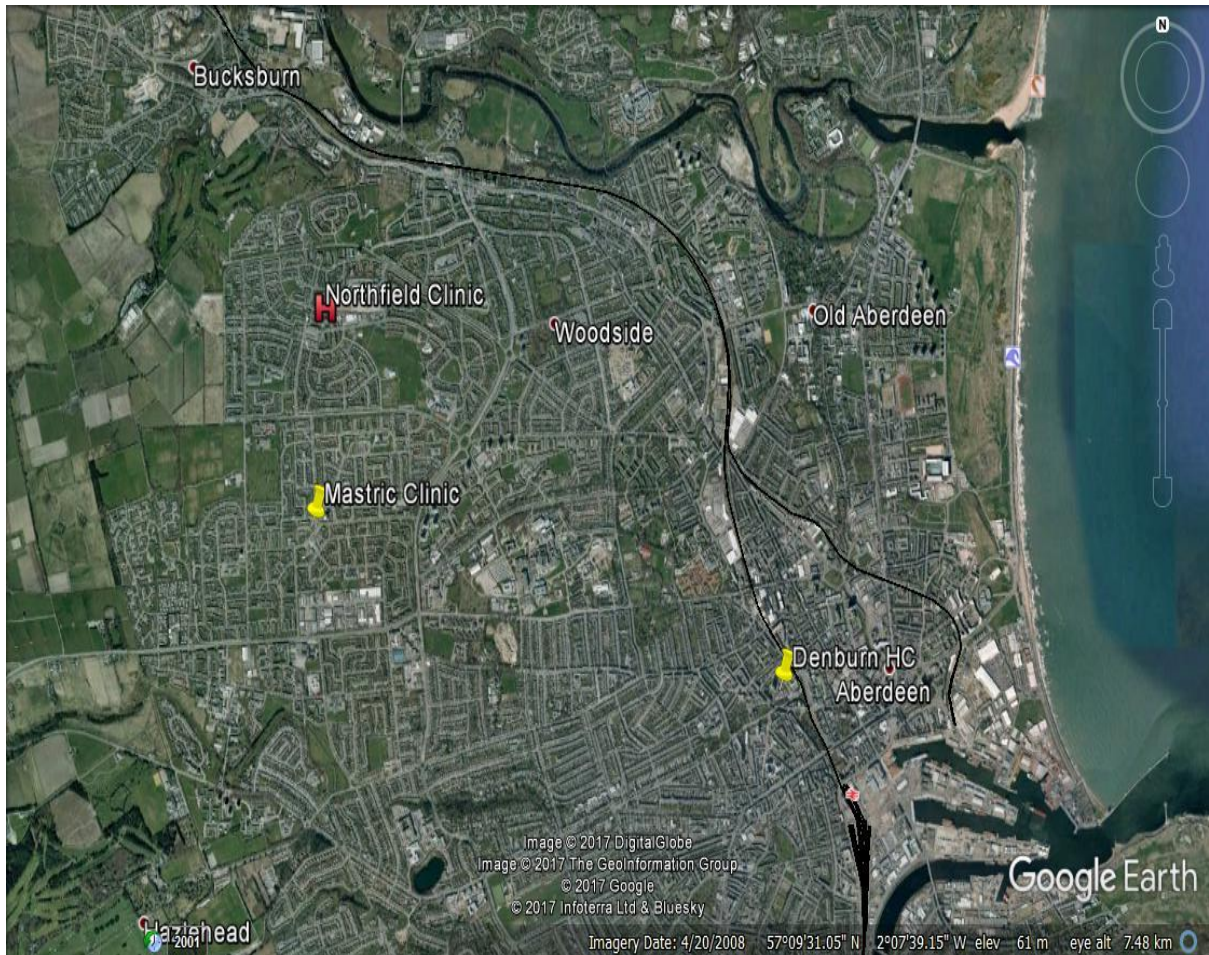 N
Bucksburn
Northfield Clinic
H
Woodside
Old Aberdeen
Mastric Clinic
Denburn HC
Aberdeen
Image © 2017 DigitalGlobe
Image © 2017 The GeoInformation Group
© 2017 Google
© 2017 Infoterra Ltd & Bluesky
Google Earth
Hazlehead
2001
Imagery Date: 4/20/2008 57°09'31.05" N 2°07'39.15" W elev 61 m eye alt 7.48 km